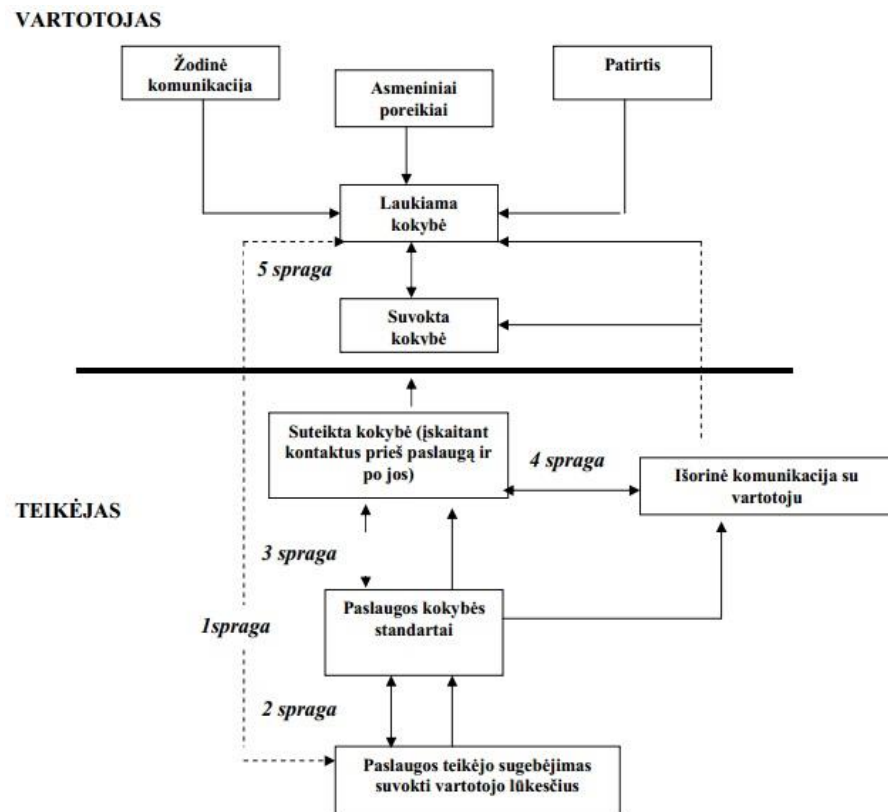 VARTOTOJAS
Žodinė
komunikacija
Asmeniniai
poreikiai
Patirtis
Laukiama
kokybė
5 spraga
Suvokta
kokybė
Suteikta kokybė (įskaitant
kontaktus prieš paslaugą ir
po jos)
4 spraga
Išorinė komunikacija su
vartotoju
TEIKĖJAS
3 spraga
Paslaugos kokybės
standartai
1spraga
2 spraga
Paslaugos teikėjo sugebėjimas
suvokti vartotojo lūkesčius